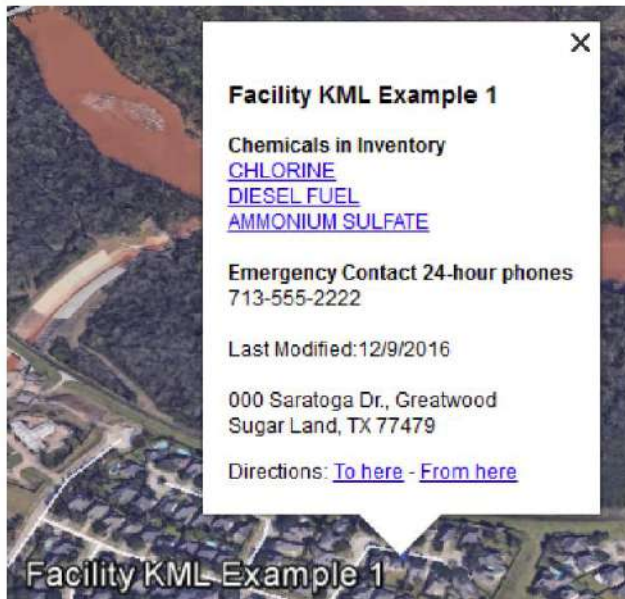 Facility KML Example 1
Chemicals in Inventory
CHLORINE
DIESEL FUEL
AMMONIUM SULFATE
Emergency Contact 24-hour phones
713-555-2222
Last Modified:12/9/2016
000 Saratoga Dr., Greatwood
Sugar Land, TX 77479
Directions: To here - From here
Facility KML Example 1